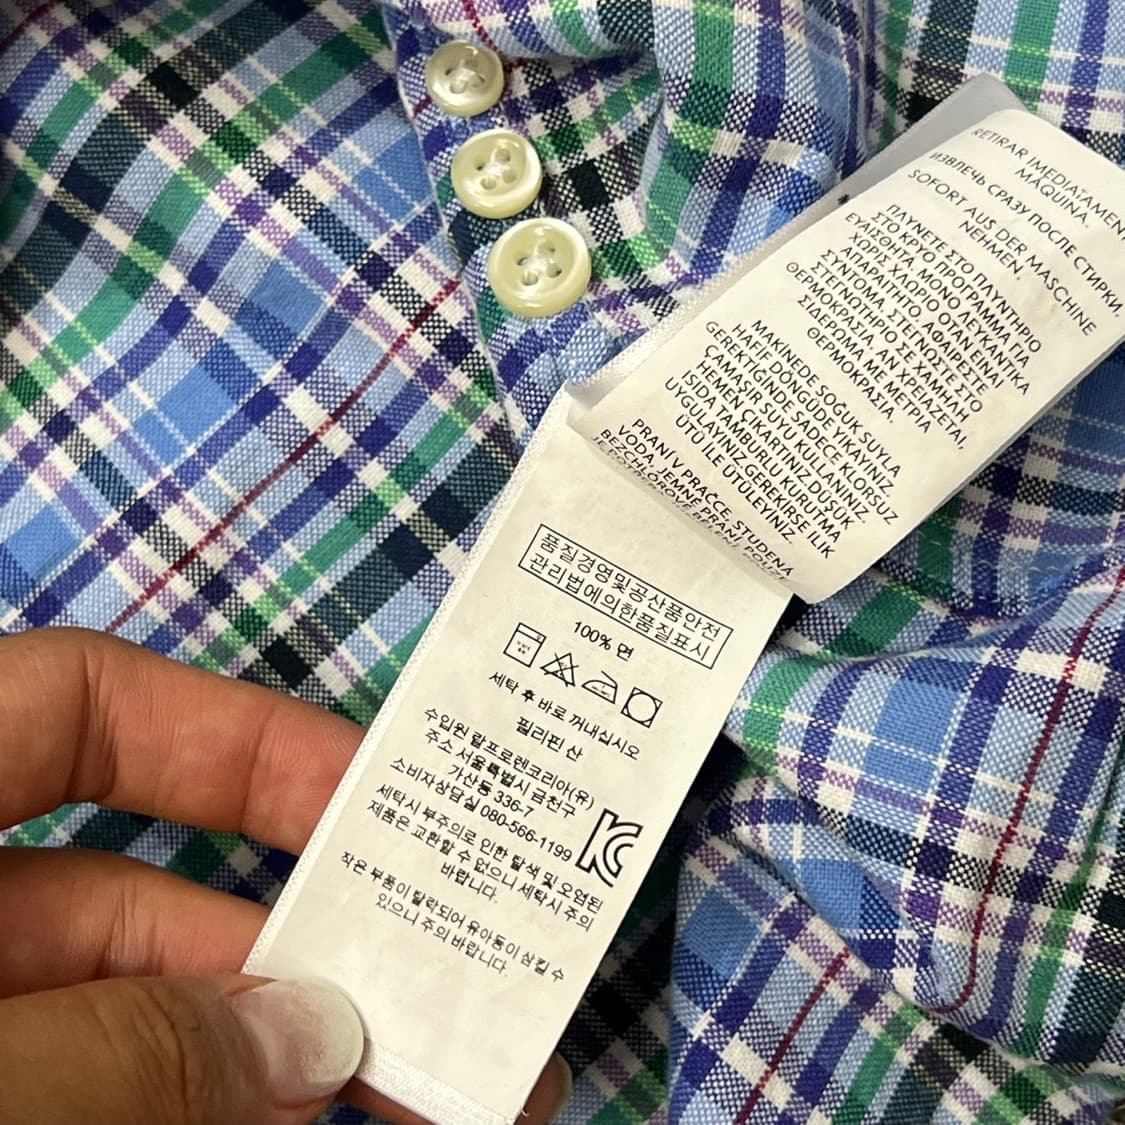 RETIRAR
MÁQUINA.
ИЗВЛЕЧЬ СРАЗУ ПОСЛЕ СТИРКИ.
SOFORT AUS DER MASCHINE
NEHMEN.
ΠΛΥΝΕΤΕ ΣΤΟ ΠΛΥΝΤΗΡΙΟ
ΣΤΟ ΚΡΥΟ ΠΡΟΓΡΑΜΜΑ ΓΙΑ
ΕΥΑΙΣΘΗΤΑ ΜΟΝΟ ΛΕΥΚΑΝΤΙΚΑ
ΧΩΡΙΣ ΧΛΩΡΙΟ ΟΤΑΝ ΕΙΝΑΙ
ΑΠΑΡΑΙΤΗΤΟ. ΑΦΑΙΡΕΙΤΕ
ΣΥΝΤΟΜΑ. ΣΤΕΓΝΩΣΤΕ ΣΤΟ
ΣΤΕΓΝΩΤΗΡΙΟ ΣΕ ΧΑΜΗΛΗ
ΘΕΡΜΟΚΡΑΣΙΑ. ΑΝ ΧΡΕΙΑΖΕΤΑΙ,
ΣΙΔΕΡΩΜΑ ΜΕ ΜΕΤΡΙΑ
ΘΕΡΜΟΚΡΑΣΙΑ.
MAKINEDE SOĞUK SUYLA
HAFİF DÖNGÜDE YIKAYINIZ.
GEREKTİĞİNDE SADECE KLORSUZ
ÇAMAŞIR SUYU KULLANINIZ.
HEMEN ÇIKARTINIZ. DÜŞÜK
ISIDA TAMBURLU KURUTMA
UYGULAYINIZ. GEREKIRSE ILIK
ÜTÜ ILE ÜTÜLEYINIZ
PRANÍ V PRAČCE, STUDENÁ
VODA, JEMNÉ PRANÍ, POUZE
BEZCHLOROVÉ BĚLENÍ
품질경영및공산품안전
관리법에의한품질표시
100% 면
세탁 후 바로 꺼내십시오
필리핀 산
수입원 랄프로렌코리아(유)
주소 서울특별시 금천구
가산동 336-7
소비자상담실 080-566-1199
세탁시 부주의로 인한 탈색 및 오염된
제품은 교환할 수 없으니 세탁시 주의
바랍니다.
작은 부품이 탈락되어 유아동이 삼킬 수
있으니 주의 바랍니다